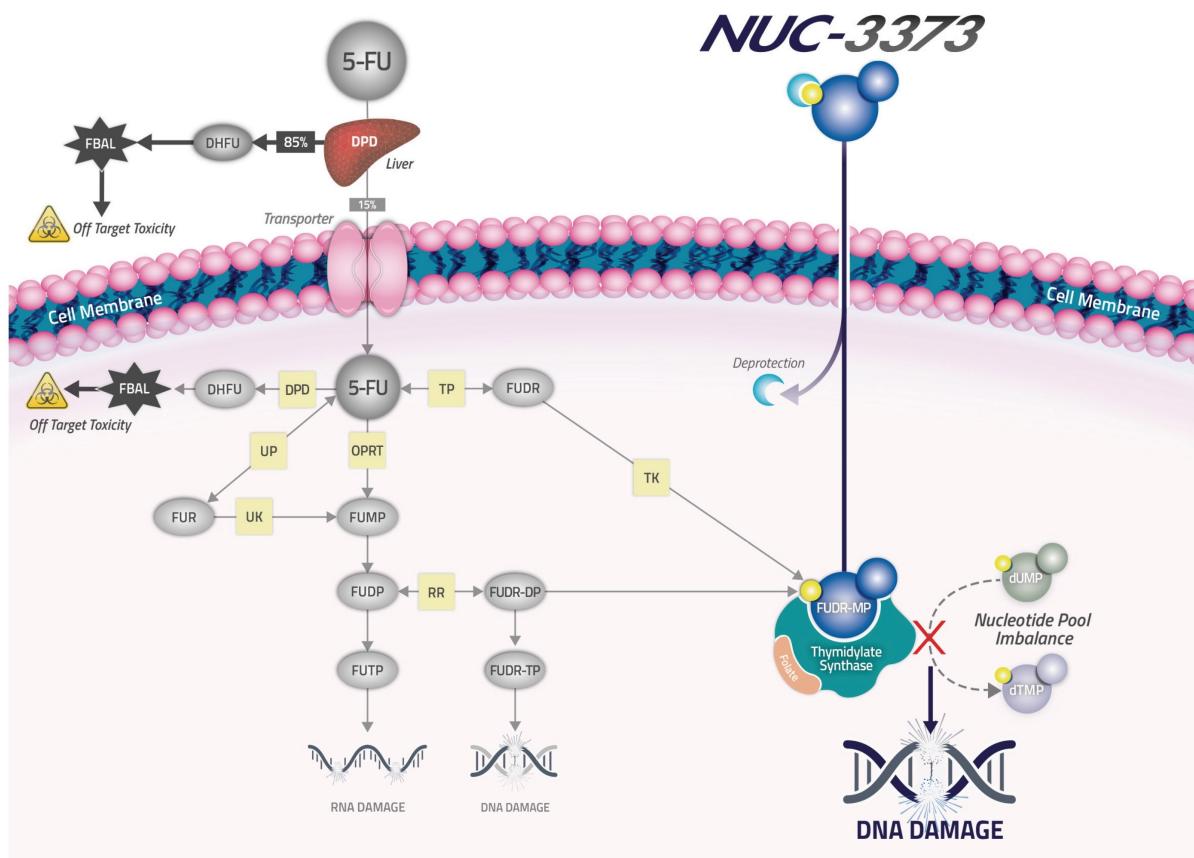 NUC-3373
5-FU
FBAL
DHFU
85%
DPD
Liver
15%
Off Target Toxicity
Transporter
Cell Membrane
Cell Membrane
Deprotection
FBAL
DHFU
DPD
5-FU
TP
FUDR
Off Target Toxicity
UP
OPRT
TK
FUR
UK
FUMP
FUDP
RR
FUDR-DP
FUDR-MP
Thymidylate
Synthase
Folate
dUMP
Nucleotide Pool
Imbalance
dTMP
FUTP
FUDR-TP
RNA DAMAGE
DNA DAMAGE
DNA DAMAGE